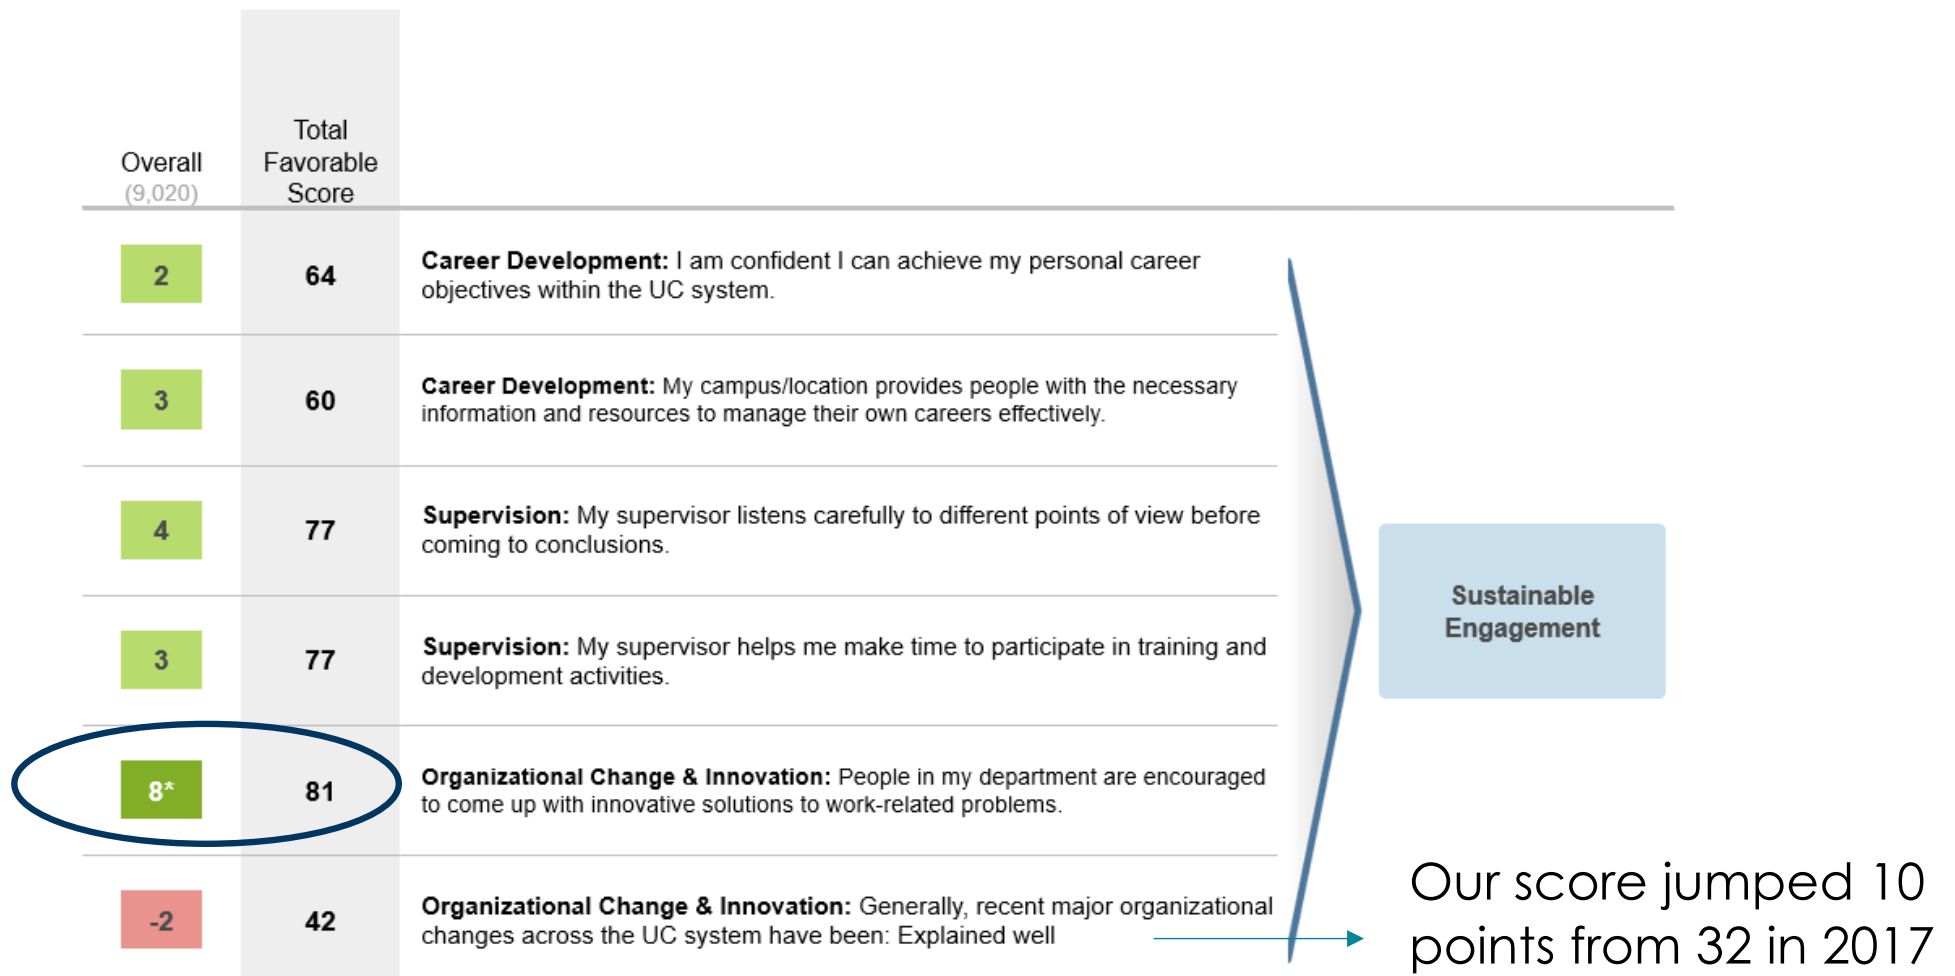 Overall
(9,020)
Total
Favorable
Score
2
64
Career Development: I am confident I can achieve my personal career
objectives within the UC system.
3
60
Career Development: My campus/location provides people with the necessary
information and resources to manage their own careers effectively.
4
77
Supervision: My supervisor listens carefully to different points of view before
coming to conclusions.
3
77
Supervision: My supervisor helps me make time to participate in training and
development activities.
8*
81
Organizational Change & Innovation: People in my department are encouraged
to come up with innovative solutions to work-related problems.
-2
42
Organizational Change & Innovation: Generally, recent major organizational
changes across the UC system have been: Explained well
Sustainable
Engagement
Our score jumped 10
points from 32 in 2017